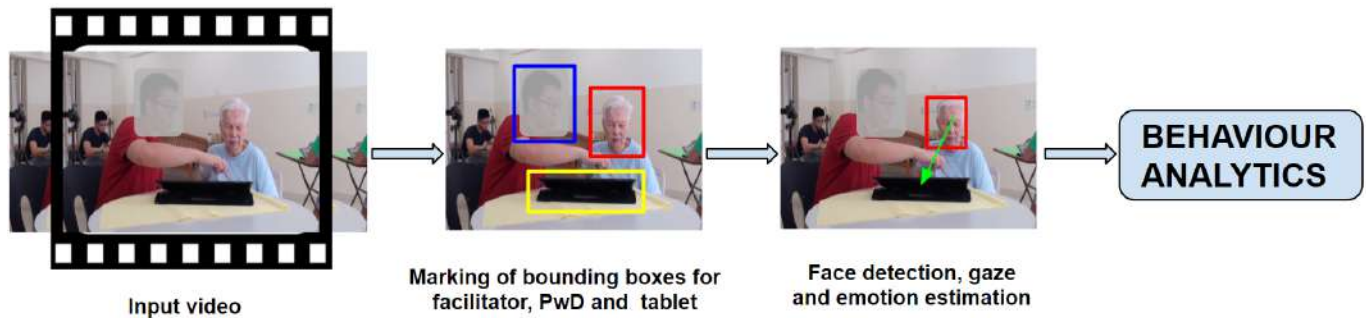 BEHAVIOUR
ANALYTICS
Marking of bounding boxes for
facilitator, PwD and tablet
Face detection, gaze
and emotion estimation
Input video